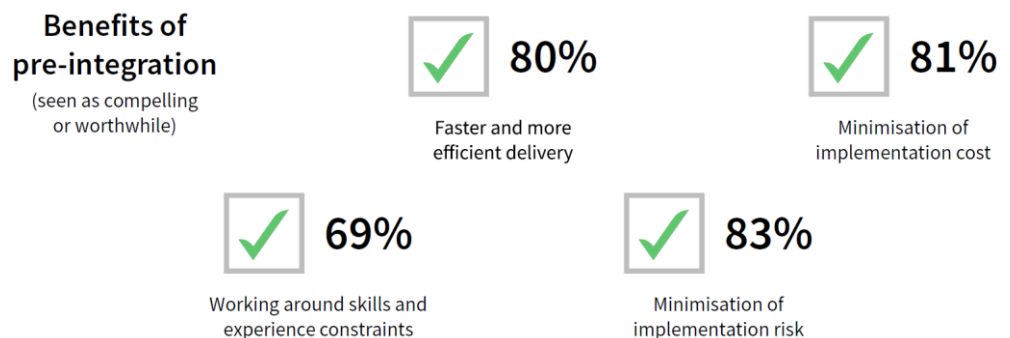 Benefits of
pre-integration
(seen as compelling
or worthwhile)
80%
Faster and more
efficient delivery
81%
Minimisation of
implementation cost
69%
Working around skills and
experience constraints
83%
Minimisation of
implementation risk